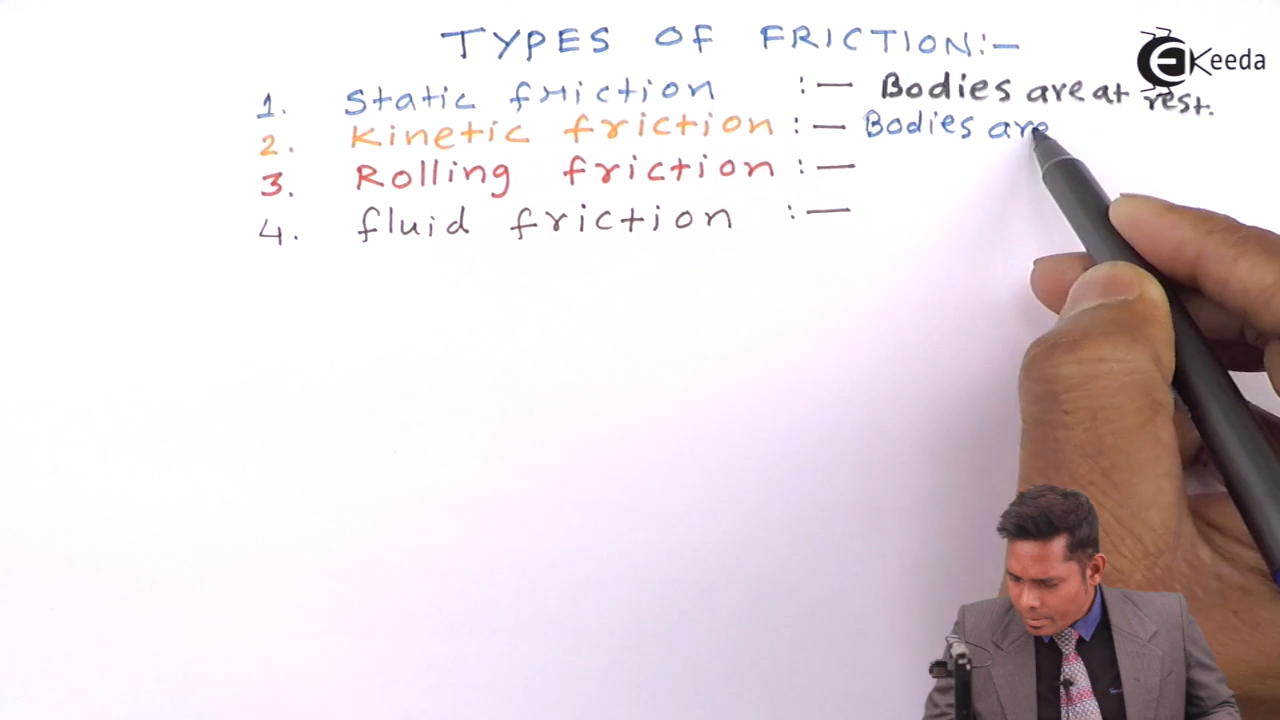 TYPES OF FRICTION:-
Keeda
1. Static friction :- Bodies are at rest.
2. Kinetic friction :- Bodies are
3. Rolling friction :-
4. fluid friction :-